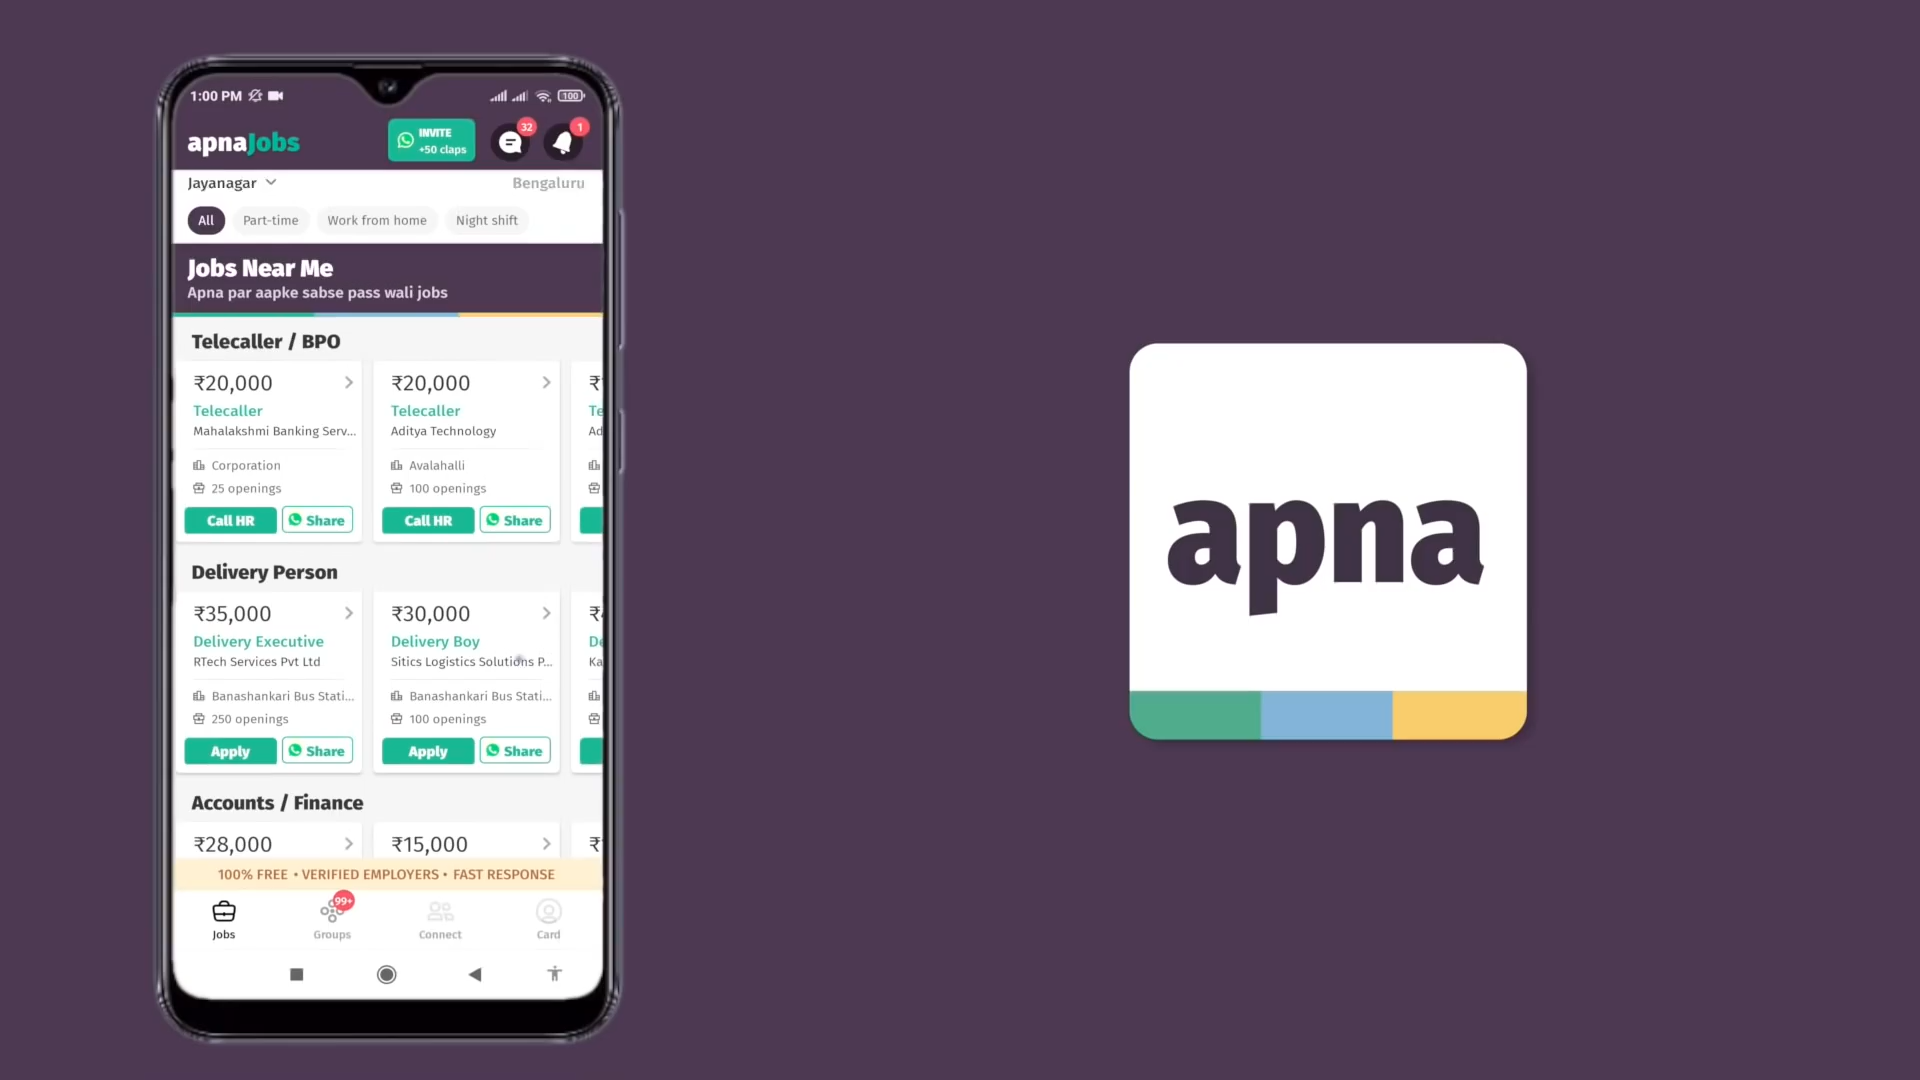 1:00 PM
100
apnaJobs
INVITE
+50 claps
32
1
Jayanagar
Bengaluru
All
Part-time
Work from home
Night shift
Jobs Near Me
Apna par aapke sabse pass wali jobs
Telecaller / BPO
₹20,000
Telecaller
Mahalakshmi Banking Serv...
Corporation
25 openings
Call HR
Share
₹20,000
Telecaller
Aditya Technology
Avalahalli
100 openings
Call HR
Share
Te
Ad
Delivery Person
₹35,000
Delivery Executive
RTech Services Pvt Ltd
Banashankari Bus Stati...
250 openings
Apply
Share
₹30,000
Delivery Boy
Sitics Logistics Solutions P...
Banashankari Bus Stati...
100 openings
Apply
Share
De
Ka
Accounts / Finance
₹28,000
₹15,000
100% FREE • VERIFIED EMPLOYERS • FAST RESPONSE
Jobs
99+
Groups
Connect
Card
apna